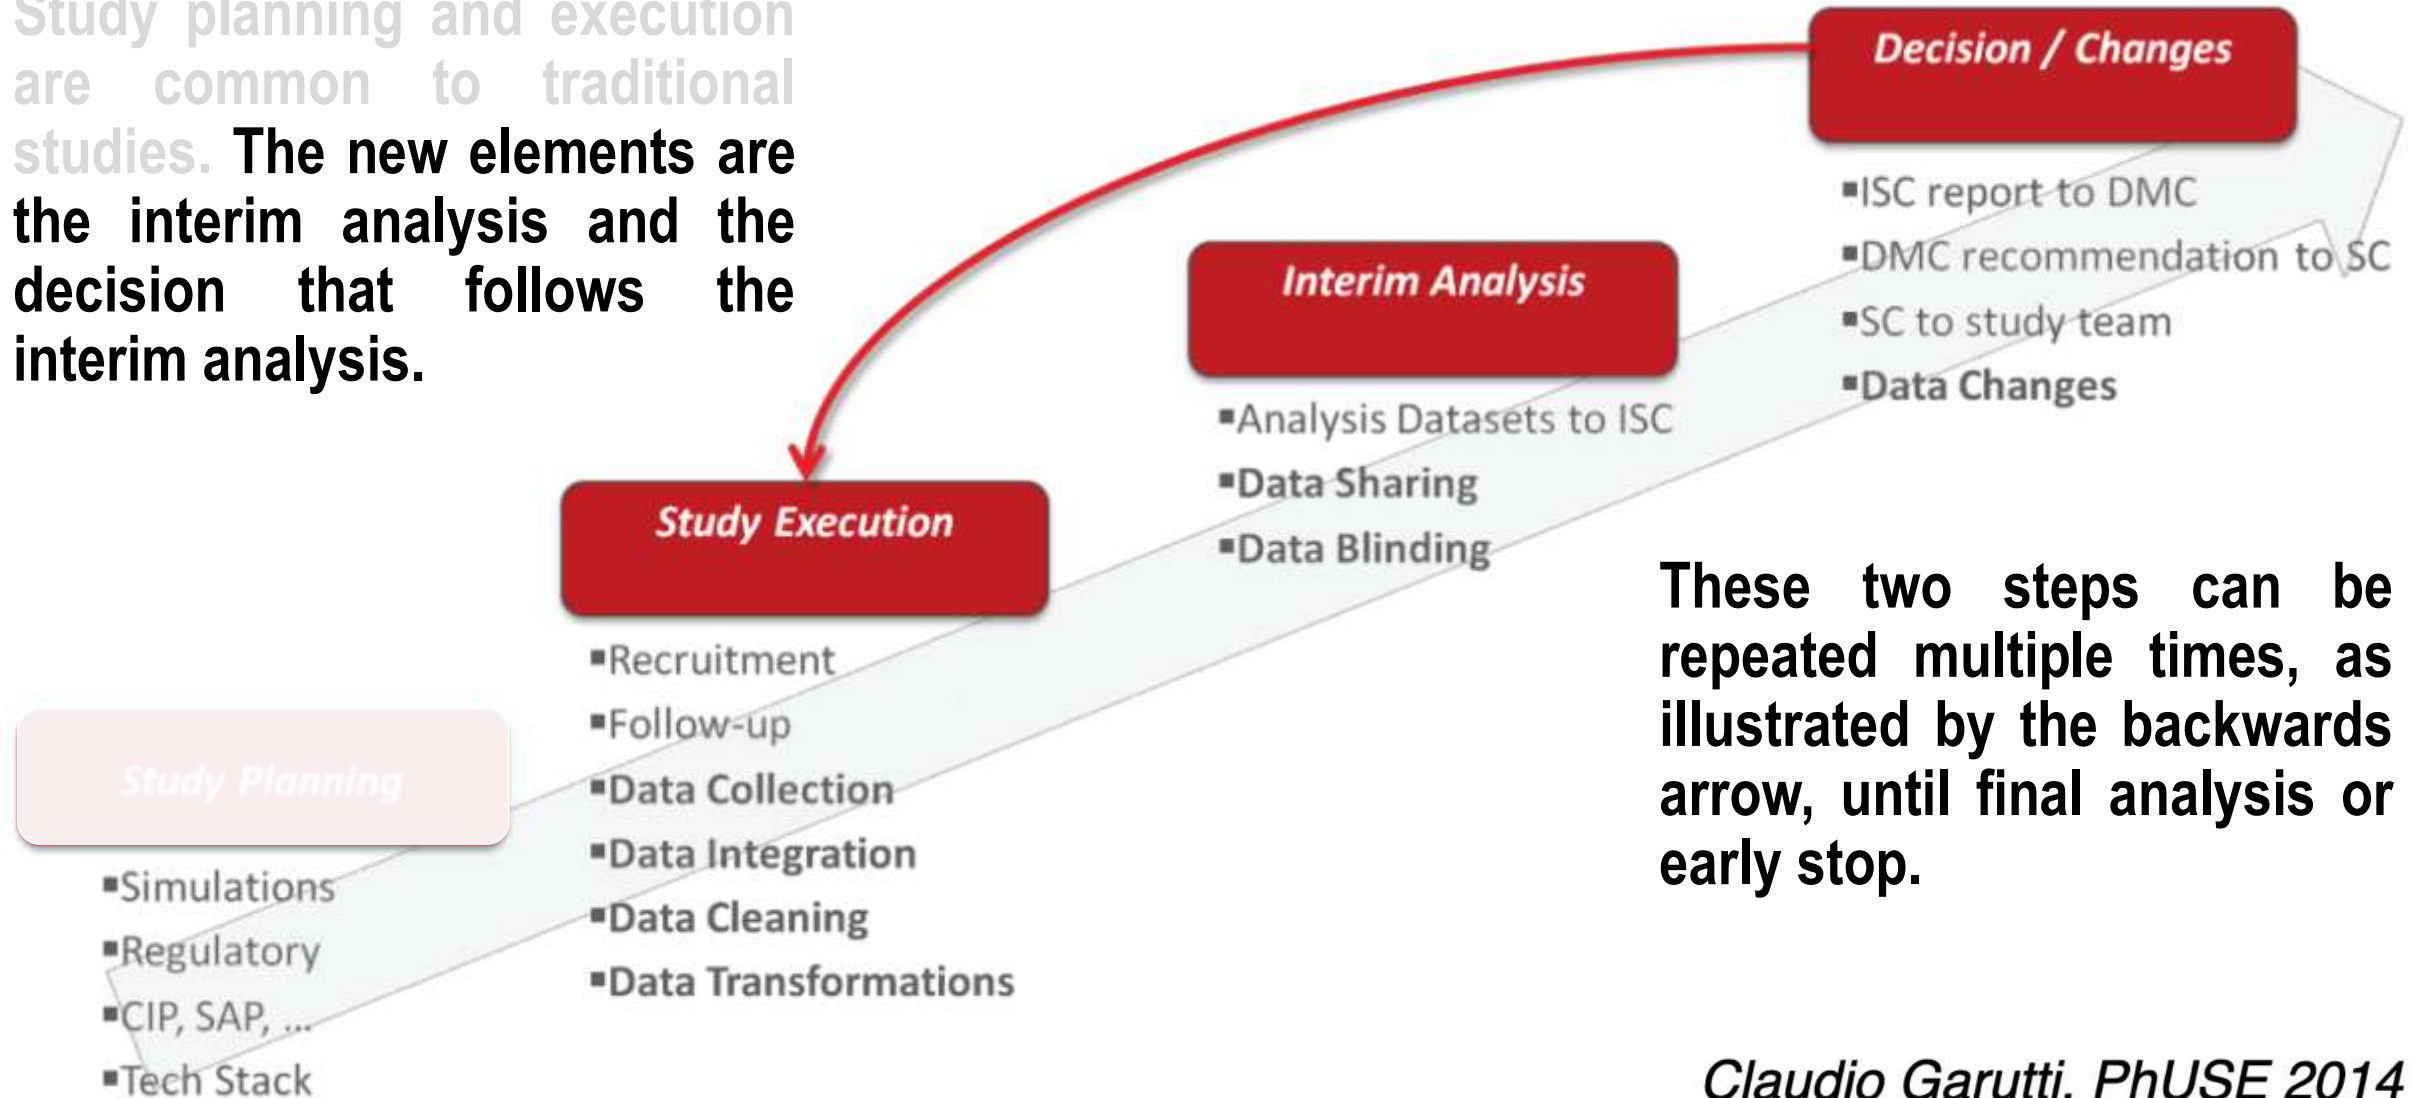 Study planning and execution
are common to traditional
studies. The new elements are
the interim analysis and the
decision that follows the
interim analysis.
Decision / Changes
▪ISC report to DMC
▪DMC recommendation to SC
▪SC to study team
▪Data Changes
Interim Analysis
▪Analysis Datasets to ISC
▪Data Sharing
▪Data Blinding
Study Execution
▪Recruitment
▪Follow-up
▪Data Collection
▪Data Integration
▪Data Cleaning
▪Data Transformations
Study Planning
▪Simulations
▪Regulatory
▪CIP, SAP, ...
▪Tech Stack
These two steps can be
repeated multiple times, as
illustrated by the backwards
arrow, until final analysis or
early stop.
Claudio Garutti, PhUSE 2014